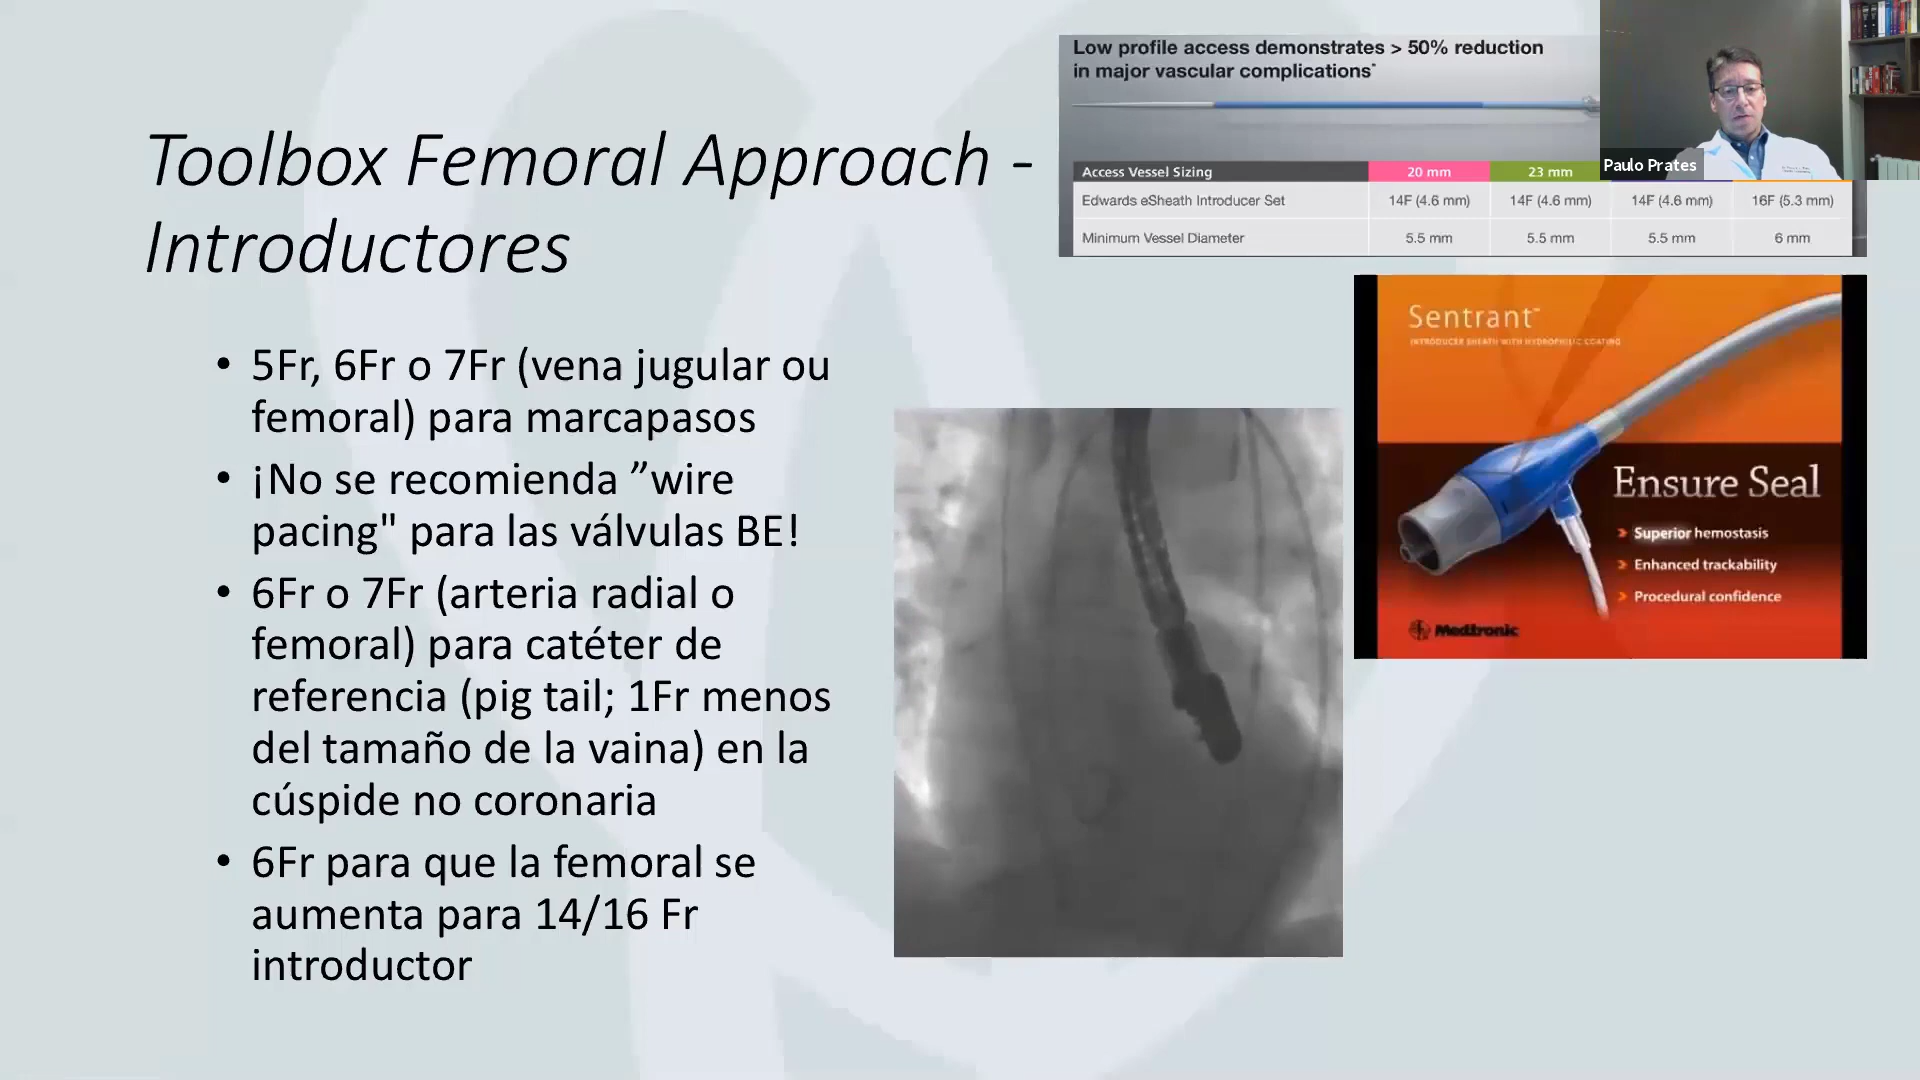 Toolbox Femoral Approach -
Introductores
• 5Fr, 6Fr o 7Fr (vena jugular ou
femoral) para marcapasos
• ¡No se recomienda ”wire
pacing" para las válvulas BE!
• 6Fr o 7Fr (arteria radial o
femoral) para catéter de
referencia (pig tail; 1Fr menos
del tamaño de la vaina) en la
cúspide no coronaria
• 6Fr para que la femoral se
aumenta para 14/16 Fr
introductor
Low profile access demonstrates > 50% reduction
in major vascular complications*
Access Vessel Sizing 20 mm 23 mm
Edwards eSheath Introducer Set 14F (4.6 mm) 14F (4.6 mm) 14F (4.6 mm) 16F (5.3 mm)
Minimum Vessel Diameter 5.5 mm 5.5 mm 5.5 mm 6 mm
Paulo Prates
Sentrant™
INTRODUCER SHEATH WITH HYDROPHILIC COATING
Ensure Seal
Superior hemostasis
Enhanced trackability
Procedural confidence
Medtronic